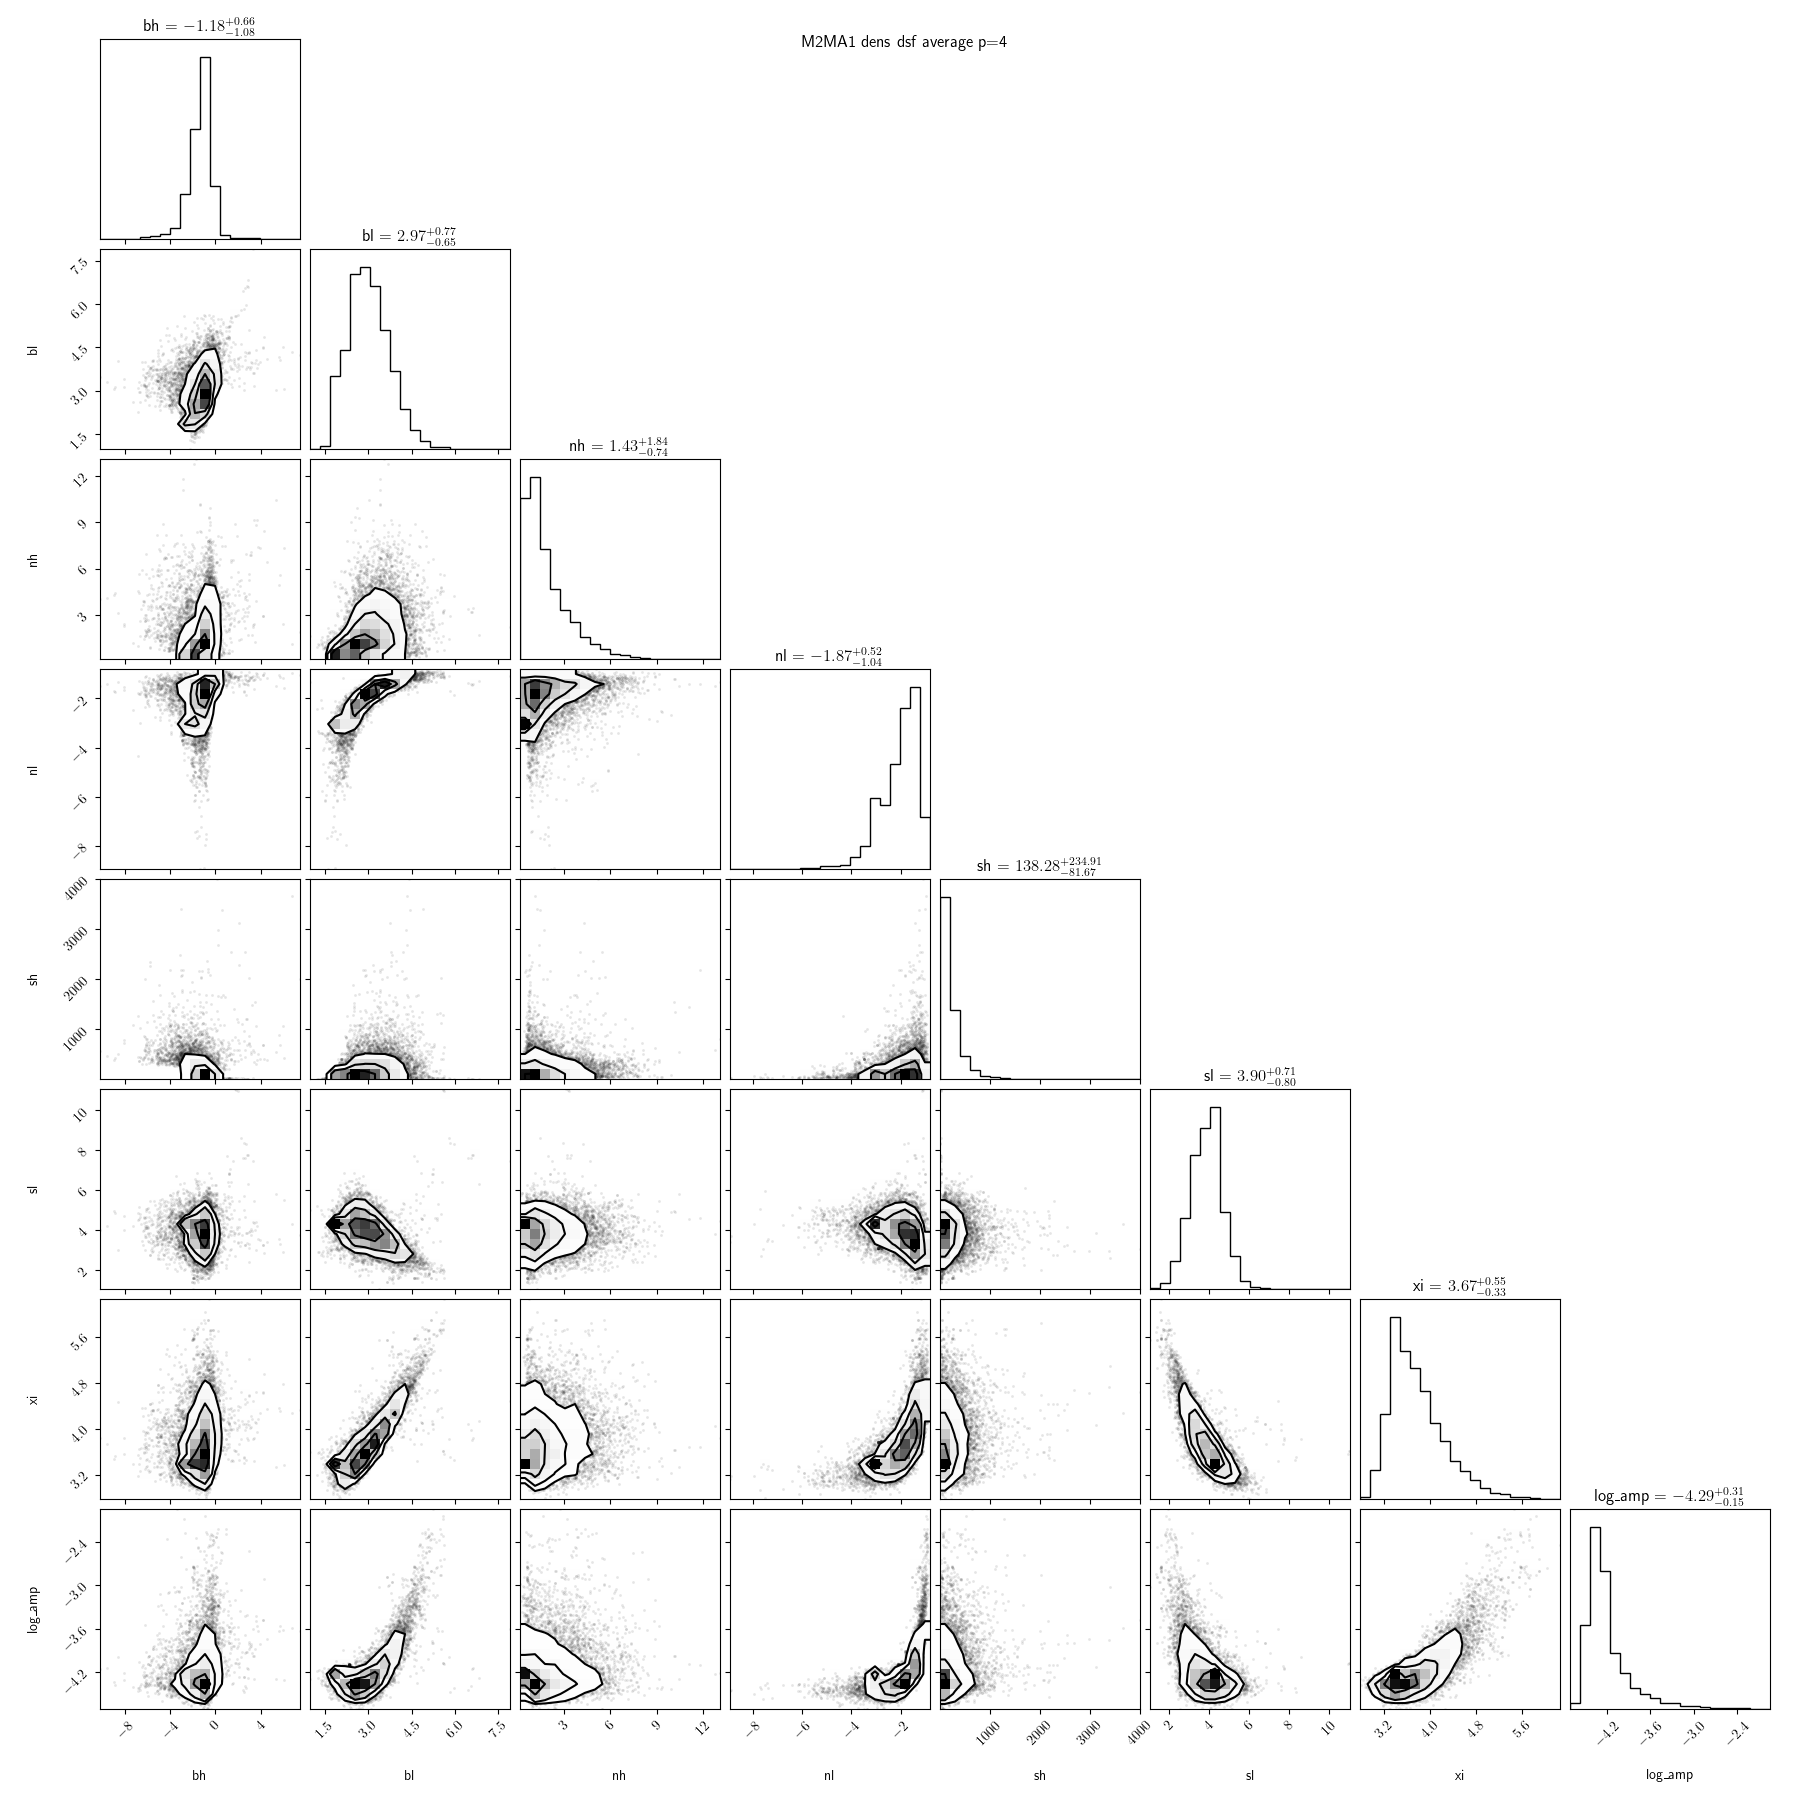 M2MA1 dens dsf average p=4
bh = −1.18 +0.66 −1.08
bl = 2.97 +0.77 −0.65
bl
7.5
6.0
4.5
3.0
1.5
nh = 1.43 +1.84 −0.74
nh
12
9
6
3
nl = −1.87 +0.52 −1.04
nl
−2
−4
−6
−8
sh = 138.28 +234.91 −81.67
sh
4000
3000
2000
1000
sl = 3.90 +0.71 −0.80
sl
10
8
6
4
2
xi = 3.67 +0.55 −0.33
xi
5.6
4.8
4.0
3.2
log_amp = −4.29 +0.31 −0.15
log_amp
−2.4
−3.0
−3.6
−4.2
−8 −4 0 4
1.5 3.0 4.5 6.0 7.5
3 6 9 12
−8 −6 −4 −2
1000 2000 3000 4000
2 4 6 8 10
3.2 4.0 4.8 5.6
−4.2 −3.6 −3.0 −2.4
bh bl nh nl sh sl xi log_amp